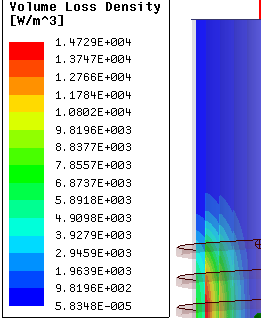 Volume Loss Density
[W/m^3]
1.4729E+004
1.3747E+004
1.2766E+004
1.1784E+004
1.0802E+004
9.8196E+003
8.8377E+003
7.8557E+003
6.8737E+003
5.8918E+003
4.9098E+003
3.9279E+003
2.9459E+003
1.9639E+003
9.8196E+002
5.8348E-005